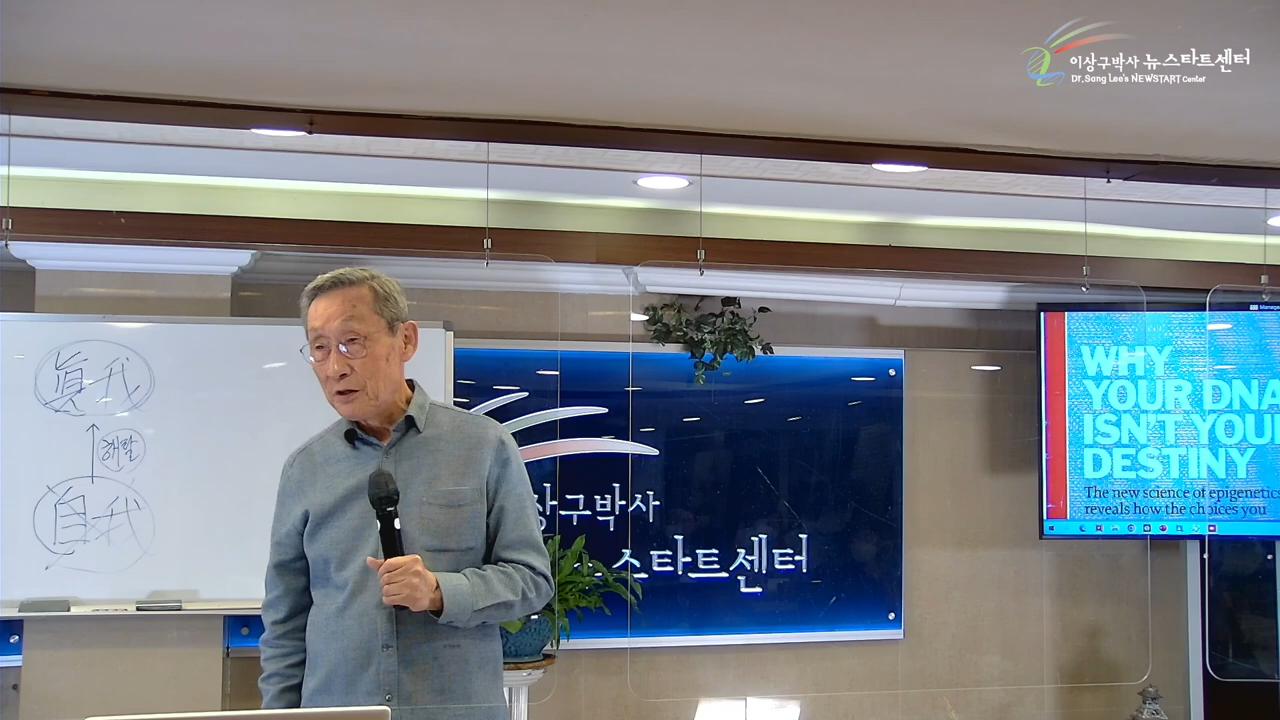 이상구박사 뉴스타트센터
Dr. Sang Lee's NEWSTART Center
眞我
해탈
自我
상구박사
스타트센터
WHY
YOUR DNA
ISN'T YOUR
DESTINY
The new science of epigenetics
reveals how the choices you